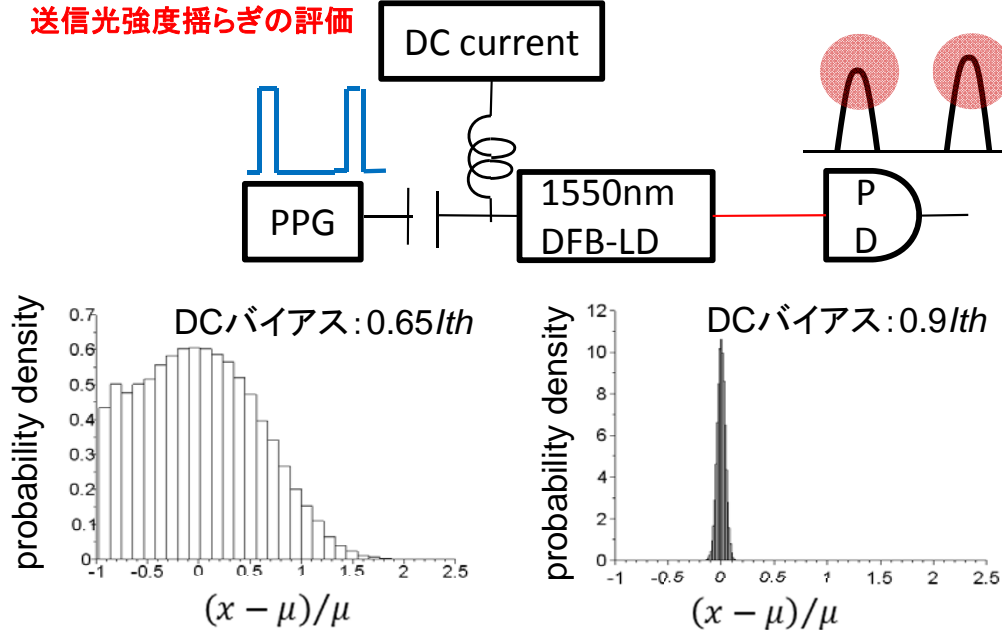 送信光強度揺らぎの評価
DC current
PPG
1550nm
DFB-LD
P
D
DCバイアス：0.65Ith
probability density
0.7
0.6
0.5
0.4
0.3
0.2
0.1
0
-1 -0.5 0 0.5 1 1.5 2 2.5
(x − μ)/μ
DCバイアス：0.9Ith
probability density
12
10
8
6
4
2
0
-1 -0.5 0 0.5 1 1.5 2 2.5
(x − μ)/μ